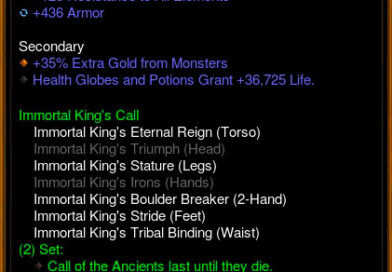 +436 Armor
Secondary
+35% Extra Gold from Monsters
Health Globes and Potions Grant +36,725 Life.
Immortal King's Call
Immortal King's Eternal Reign (Torso)
Immortal King's Triumph (Head)
Immortal King's Stature (Legs)
Immortal King's Irons (Hands)
Immortal King's Boulder Breaker (2-Hand)
Immortal King's Stride (Feet)
Immortal King's Tribal Binding (Waist)
(2) Set:
Call of the Ancients last until they die.